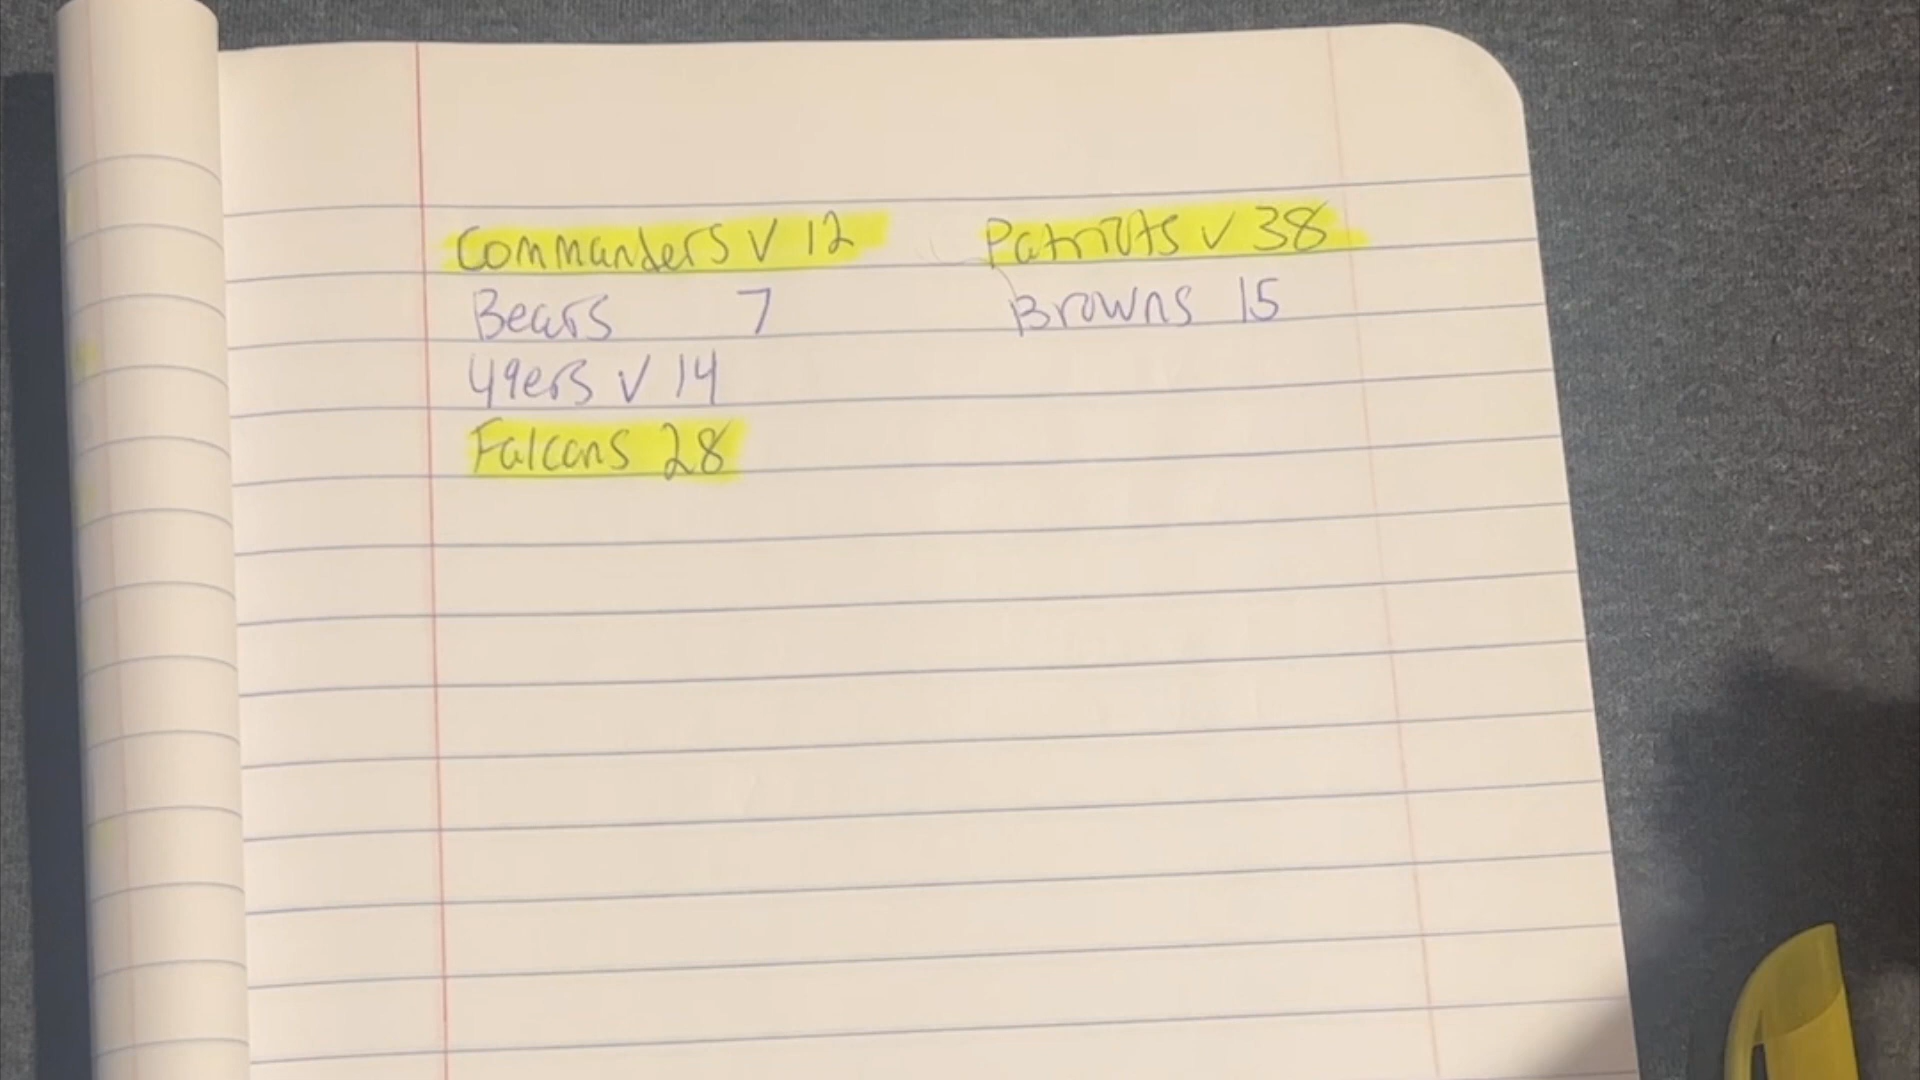 Commanders v 12
Bears 7
49ers v 14
Falcons 28
Patriots v 38
Browns 15